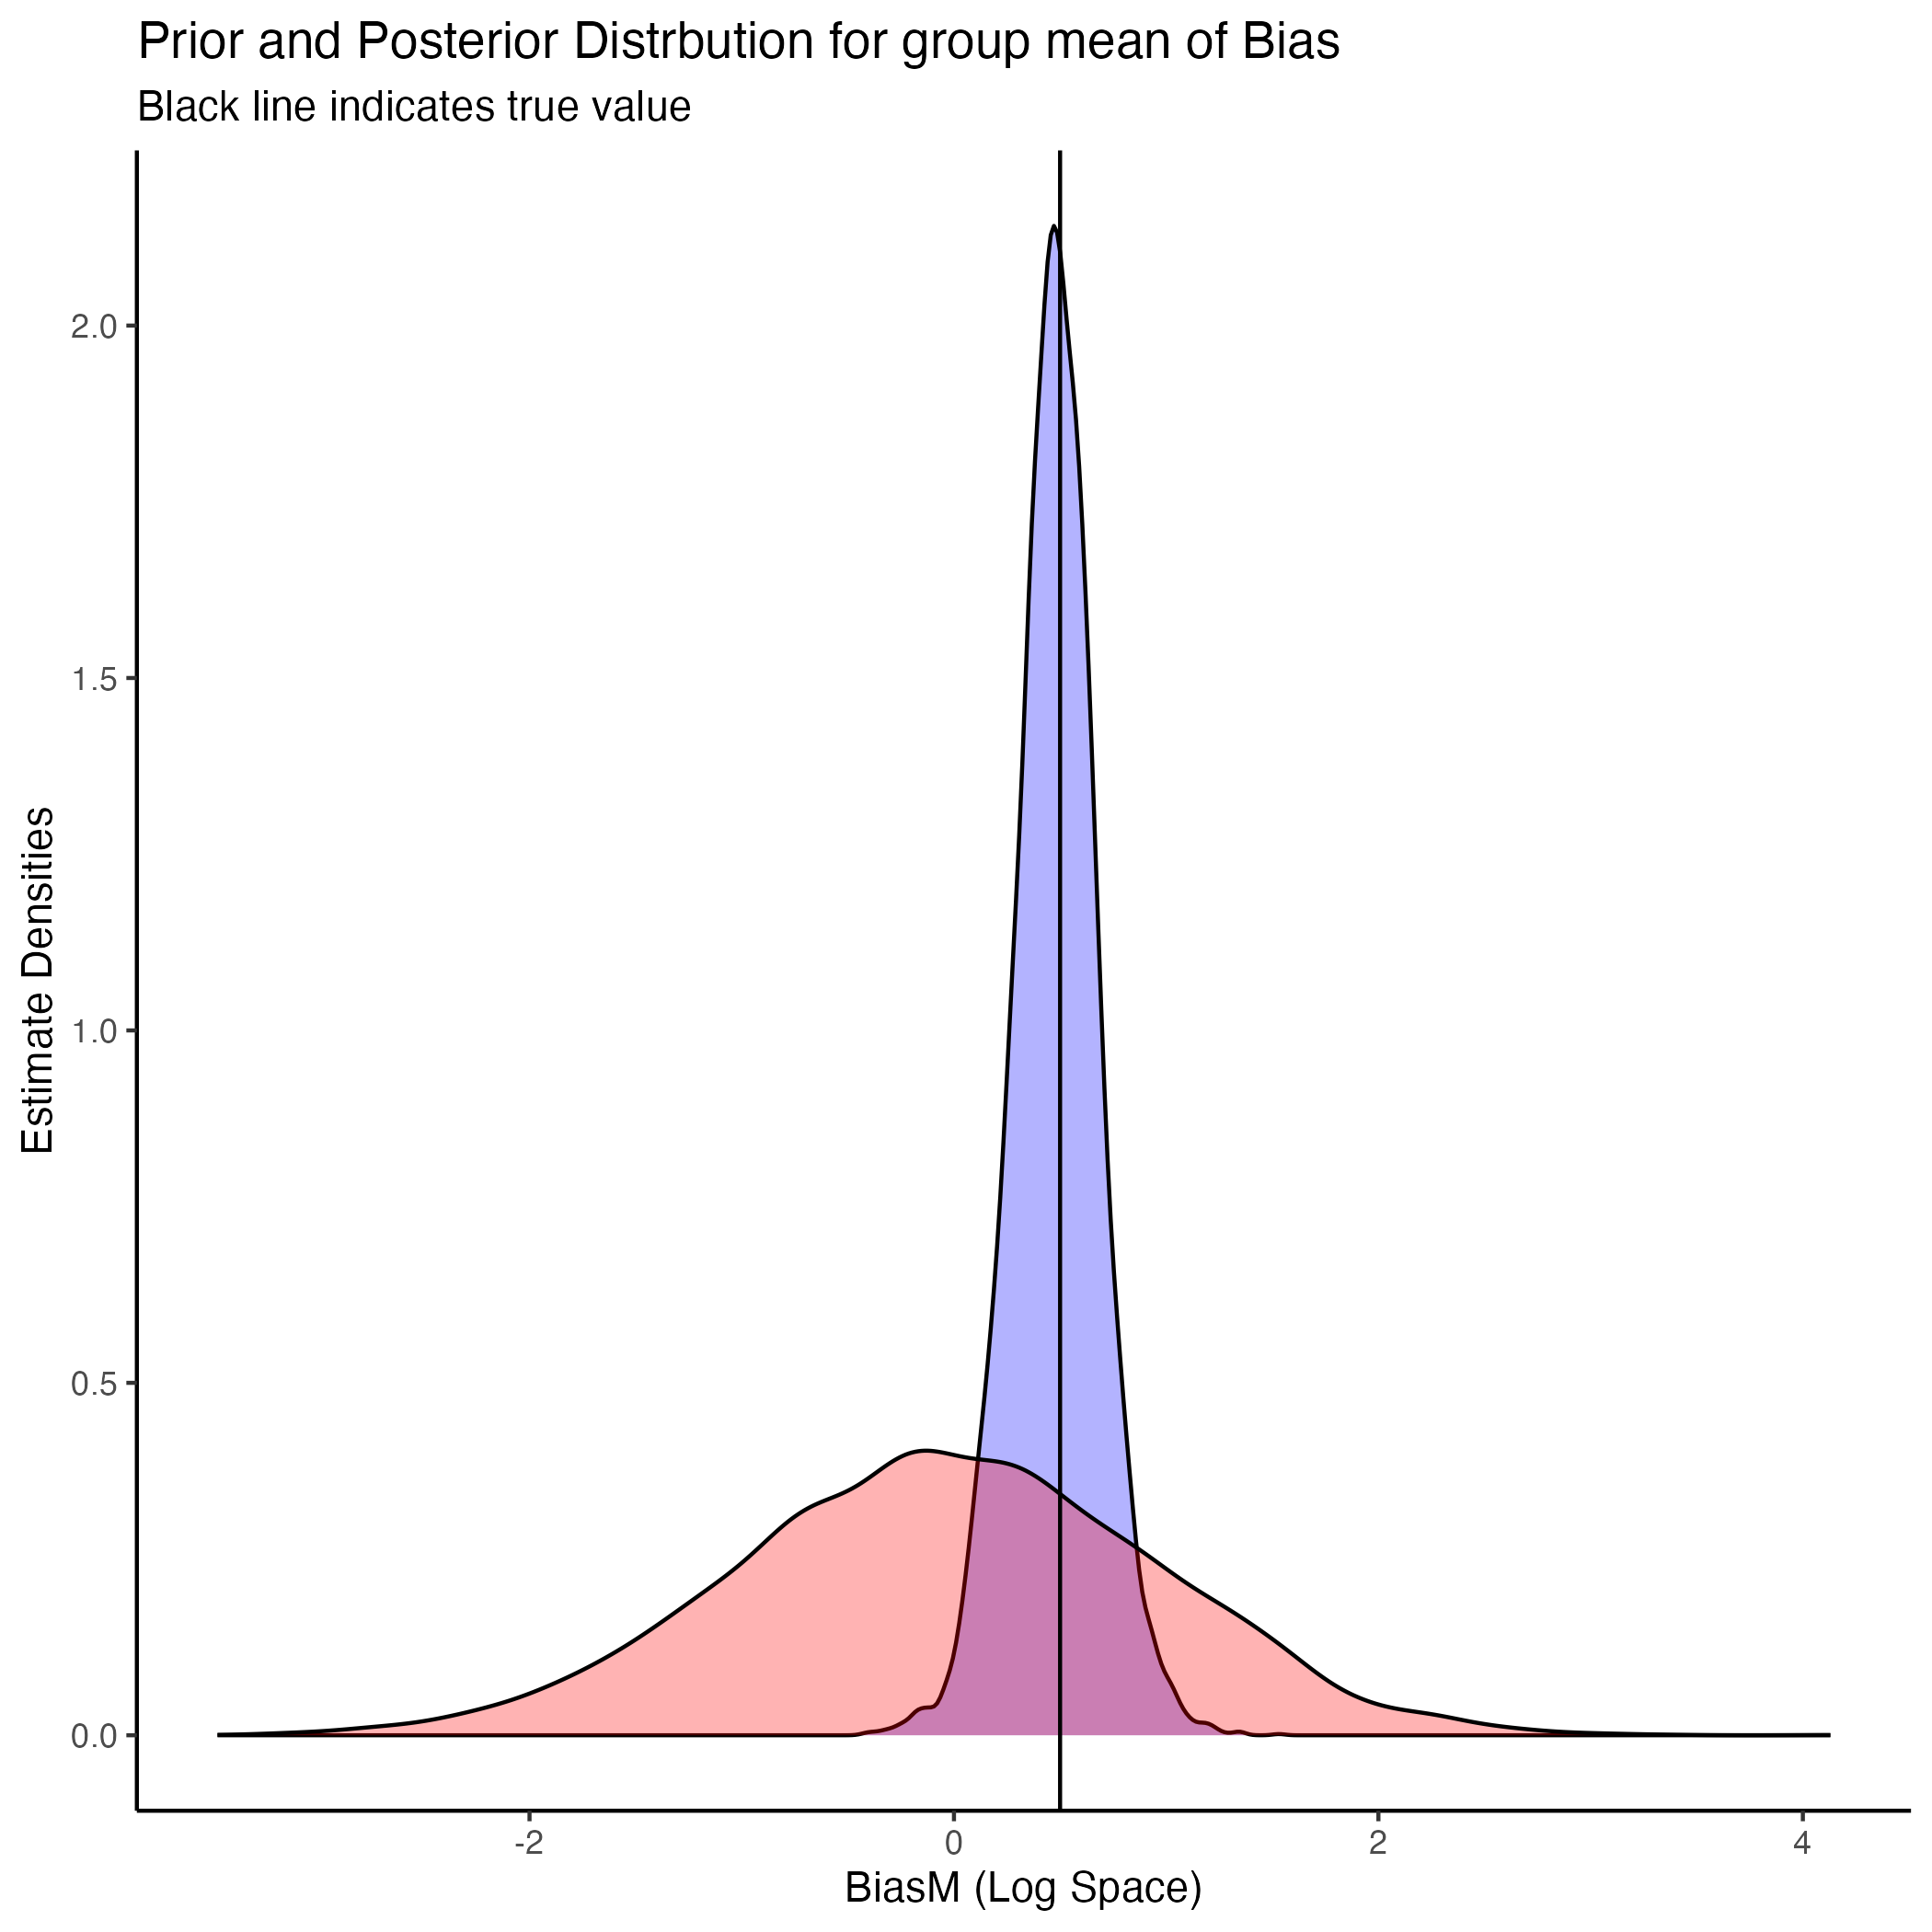 Prior and Posterior Distrbution for group mean of Bias
Black line indicates true value
Estimate Densities
2.0
1.5
1.0
0.5
0.0
-2
0
2
4
BiasM (Log Space)